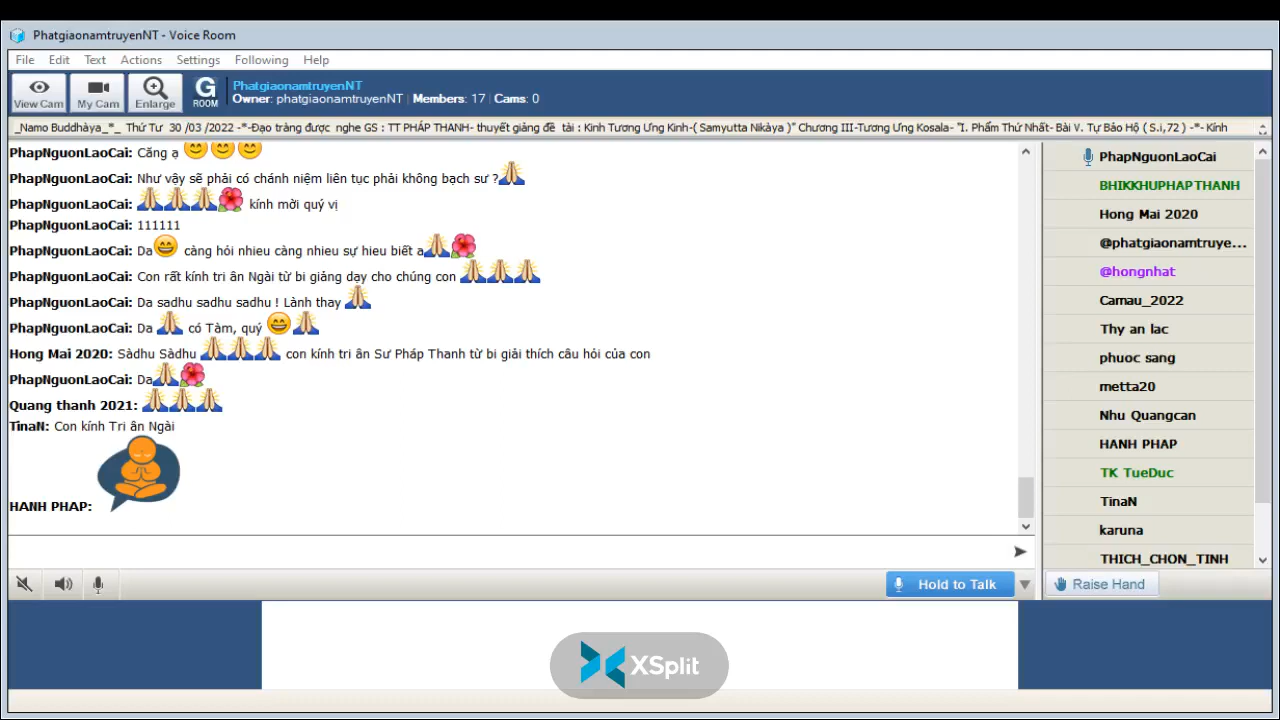 PhatgiaonamtruyenNT - Voice Room
File Edit Text Actions Settings Following Help
View Cam My Cam Enlarge G ROOM
PhatgiaonamtruyenNT
Owner: phatgiaonamtruyenNT | Members: 17 | Cams: 0
_Namo Buddhàya_*_ Thứ Tư 30 /03 /2022 -*-Đạo tràng được nghe GS : TT PHÁP THANH- thuyết giảng đề tài : Kinh Tương Ưng Kinh-( Samyutta Nikàya )" Chương III-Tương Ưng Kosala- "I. Phẩm Thứ Nhất- Bài V. Tự Bảo Hộ ( S.i,72 ) -*- Kính
PhapNguonLaoCai: Căng ạ
PhapNguonLaoCai: Như vậy sẽ phải có chánh niệm liên tục phải không bạch sư ?
PhapNguonLaoCai: kính mời quý vị
PhapNguonLaoCai: 111111
PhapNguonLaoCai: Da càng hói nhieu càng nhieu sự hieu biết ạ
PhapNguonLaoCai: Con rất kính tri ân Ngài từ bi giảng dạy cho chúng con
PhapNguonLaoCai: Da sadhu sadhu sadhu ! Lành thay
PhapNguonLaoCai: Da có Tàm, quý
Hong Mai 2020: Sàdhu Sàdhu con kính tri ân Sư Pháp Thanh từ bi giải thích câu hỏi của con
PhapNguonLaoCai: Da
Quang thanh 2021:
TinaN: Con kính Tri ân Ngài
HANH PHAP:
PhapNguonLaoCai
BHIKKHUPHAPTHANH
Hong Mai 2020
@phatgiaonamtruye...
@hongnhat
Camau_2022
Thy an lac
phuoc sang
metta20
Nhu Quangcan
HANH PHAP
TK TueDuc
TinaN
karuna
THICH_CHON_TINH
Hold to Talk
Raise Hand
XSplit